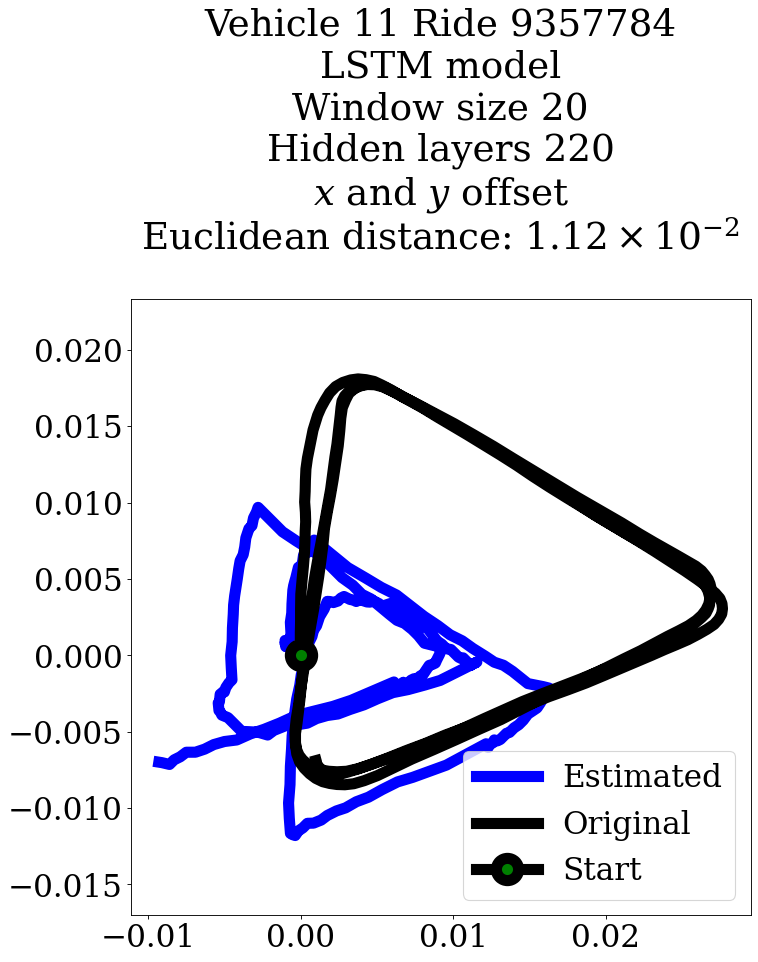 Vehicle 11 Ride 9357784
LSTM model
Window size 20
Hidden layers 220
x and y offset
Euclidean distance: 1.12 × 10⁻²
0.020
0.015
0.010
0.005
0.000
−0.005
−0.010
−0.015
Estimated
Original
Start
−0.01 0.00 0.01 0.02